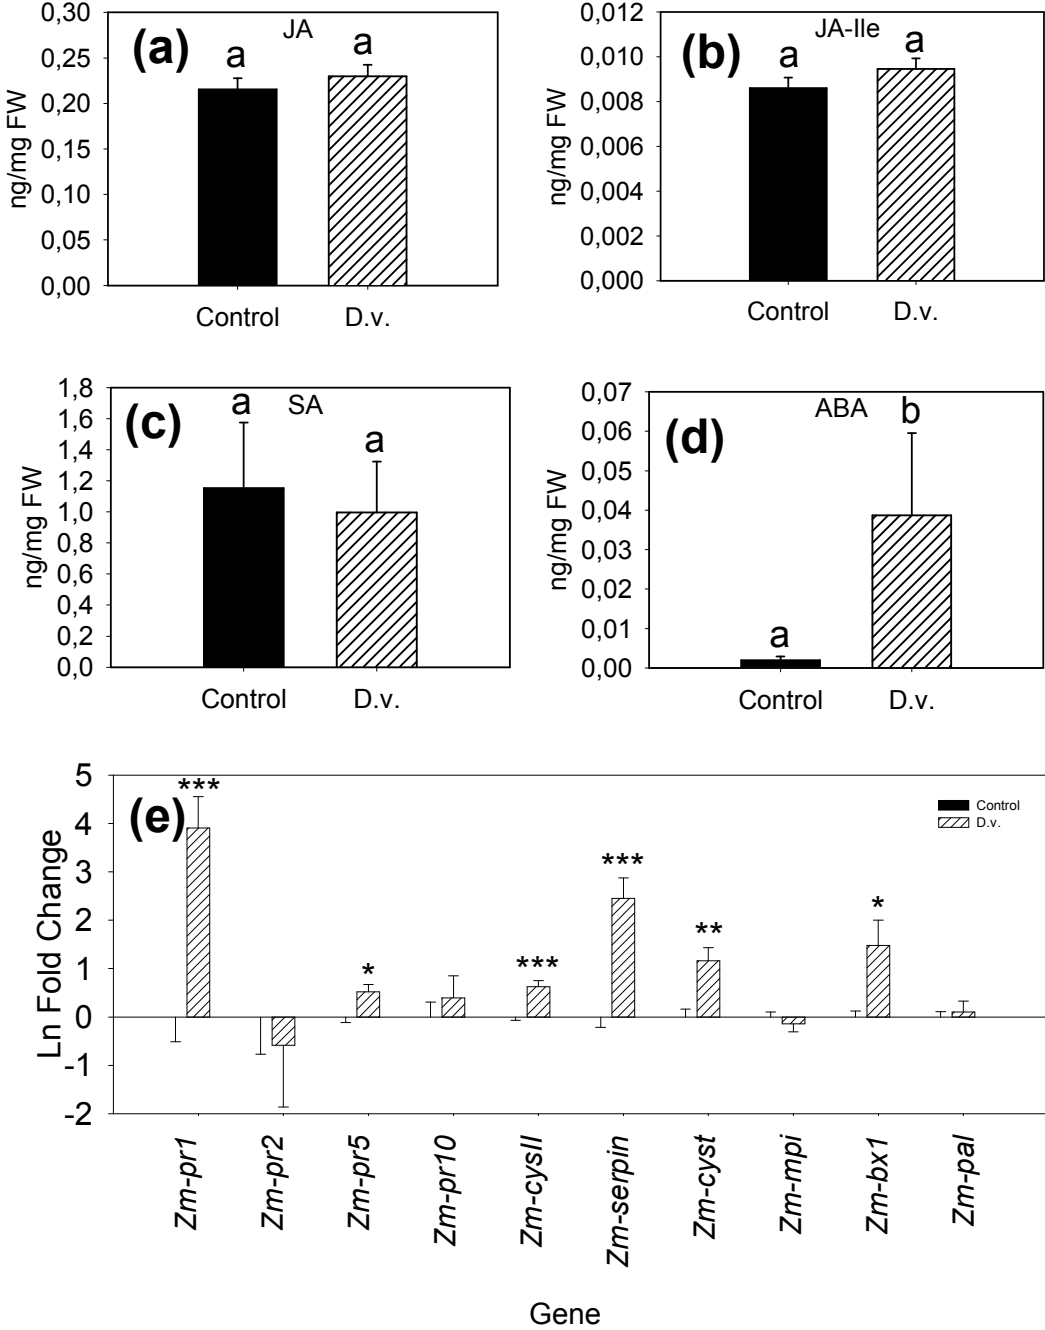 (a)
JA
0,30
0,25
0,20
0,15
0,10
0,05
0,00
ng/mg FW
a
a
Control D.v.
(b)
JA-Ile
0,012
0,010
0,008
0,006
0,004
0,002
0,000
ng/mg FW
a
a
Control D.v.
(c)
SA
1,8
1,6
1,4
1,2
1,0
0,8
0,6
0,4
0,2
0,0
ng/mg FW
a
a
Control D.v.
(d)
ABA
0,07
0,06
0,05
0,04
0,03
0,02
0,01
0,00
ng/mg FW
a
b
Control D.v.
(e)
5
4
3
2
1
0
-1
-2
Ln Fold Change
Control
D.v.
***
*
***
***
**
*
Zm-pr1
Zm-pr2
Zm-pr5
Zm-pr10
Zm-cysII
Zm-serpin
Zm-cyst
Zm-mpi
Zm-bx1
Zm-pal
Gene